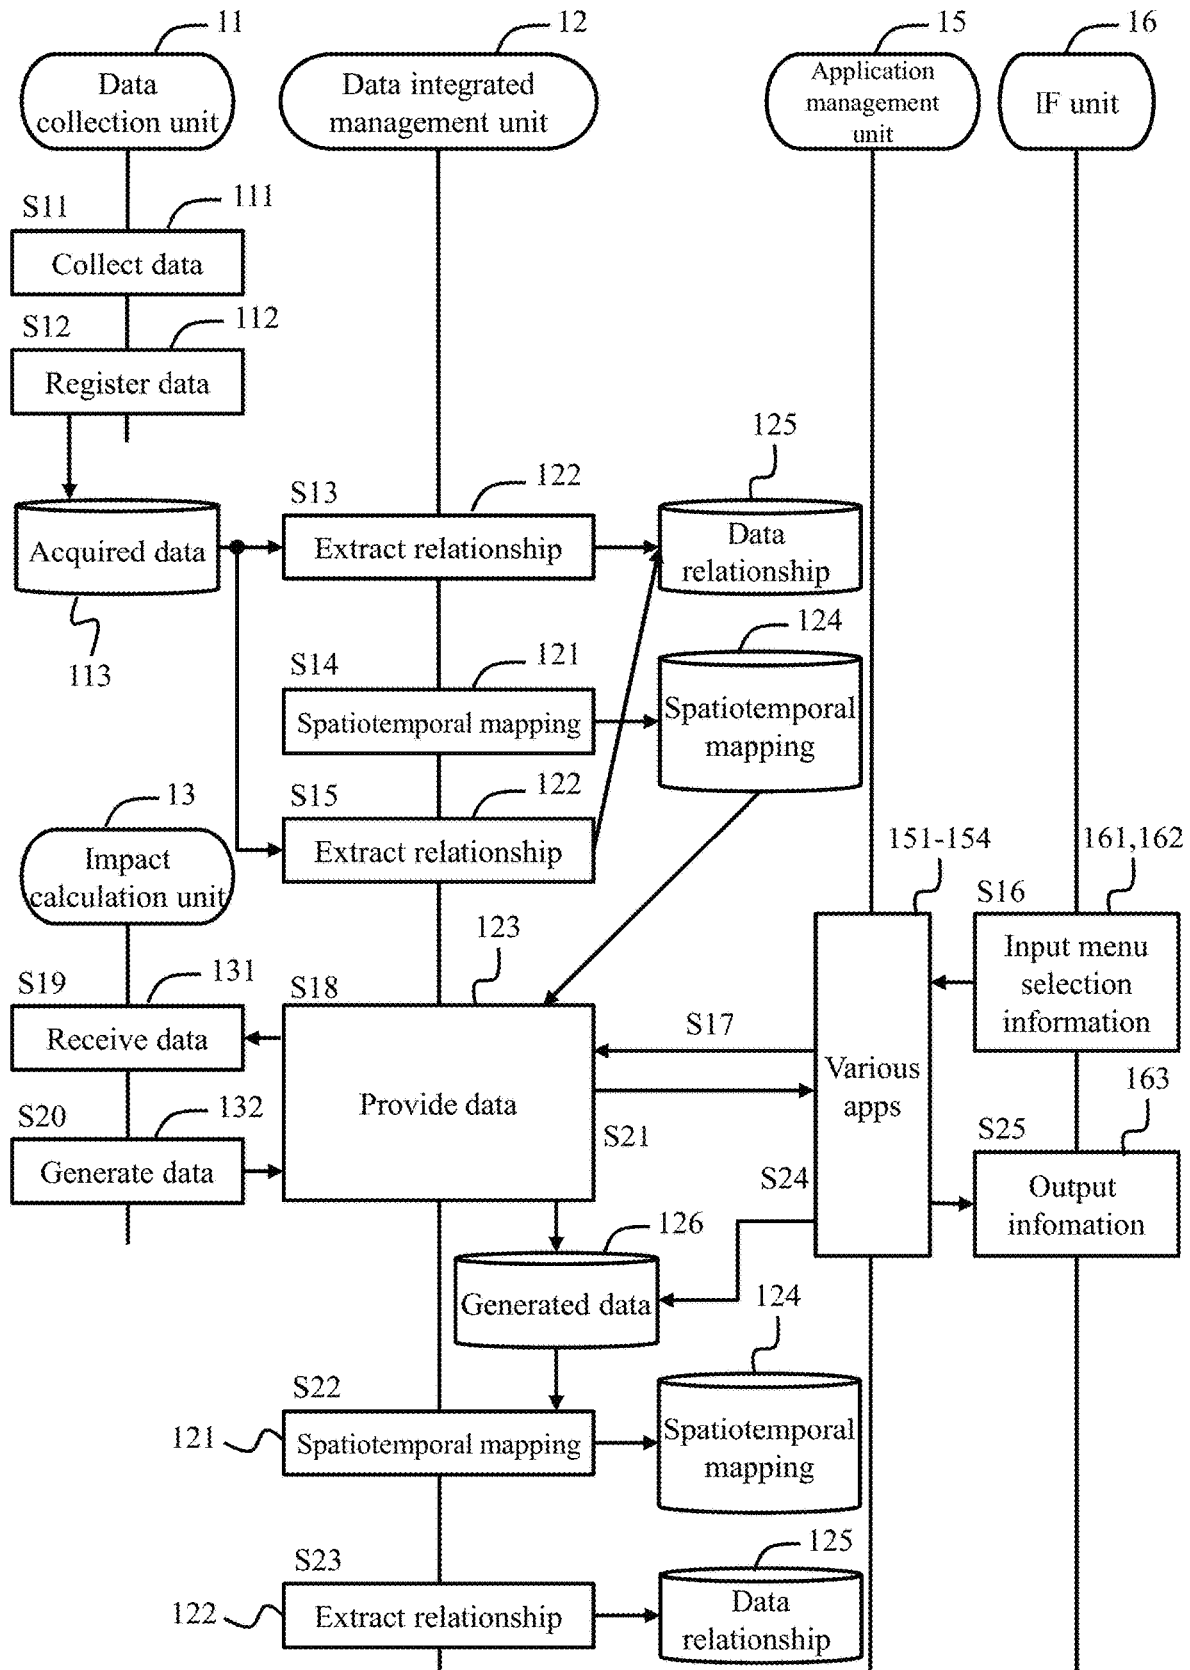 11
12
15
16
Data
collection unit
Data integrated
management unit
Application
management
unit
IF unit
S11
111
Collect data
S12
112
Register data
125
S13
122
Acquired data
Extract relationship
Data
relationship
113
124
S14
121
Spatiotemporal mapping
Spatiotemporal
mapping
13
S15
122
Impact
calculation unit
Extract relationship
151-154
161,162
S16
123
Input menu
selection
information
S19
131
S18
Receive data
S17
Provide data
Various
apps
163
S20
132
S21
S25
Generate data
S24
Output
infomation
126
Generated data
124
S22
121
Spatiotemporal mapping
Spatiotemporal
mapping
S23
125
122
Extract relationship
Data
relationship